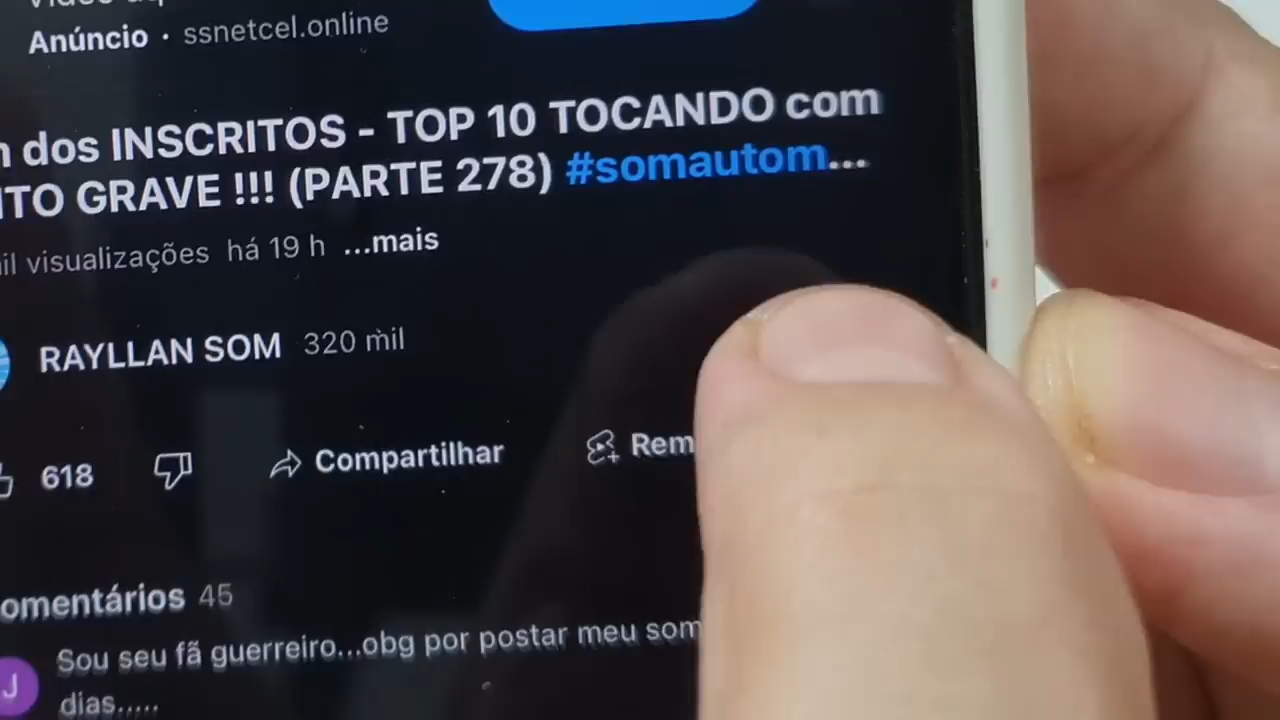 Anúncio · ssnetcel.online
dos INSCRITOS - TOP 10 TOCANDO com
GRAVE !!! (PARTE 278) #somautom...
visualizações há 19 h ...mais
RAYLLAN SOM 320 mil
618 Compartilhar Rem
omentários 45
Sou seu fã guerreiro...obg por postar meu som
J
dias.....